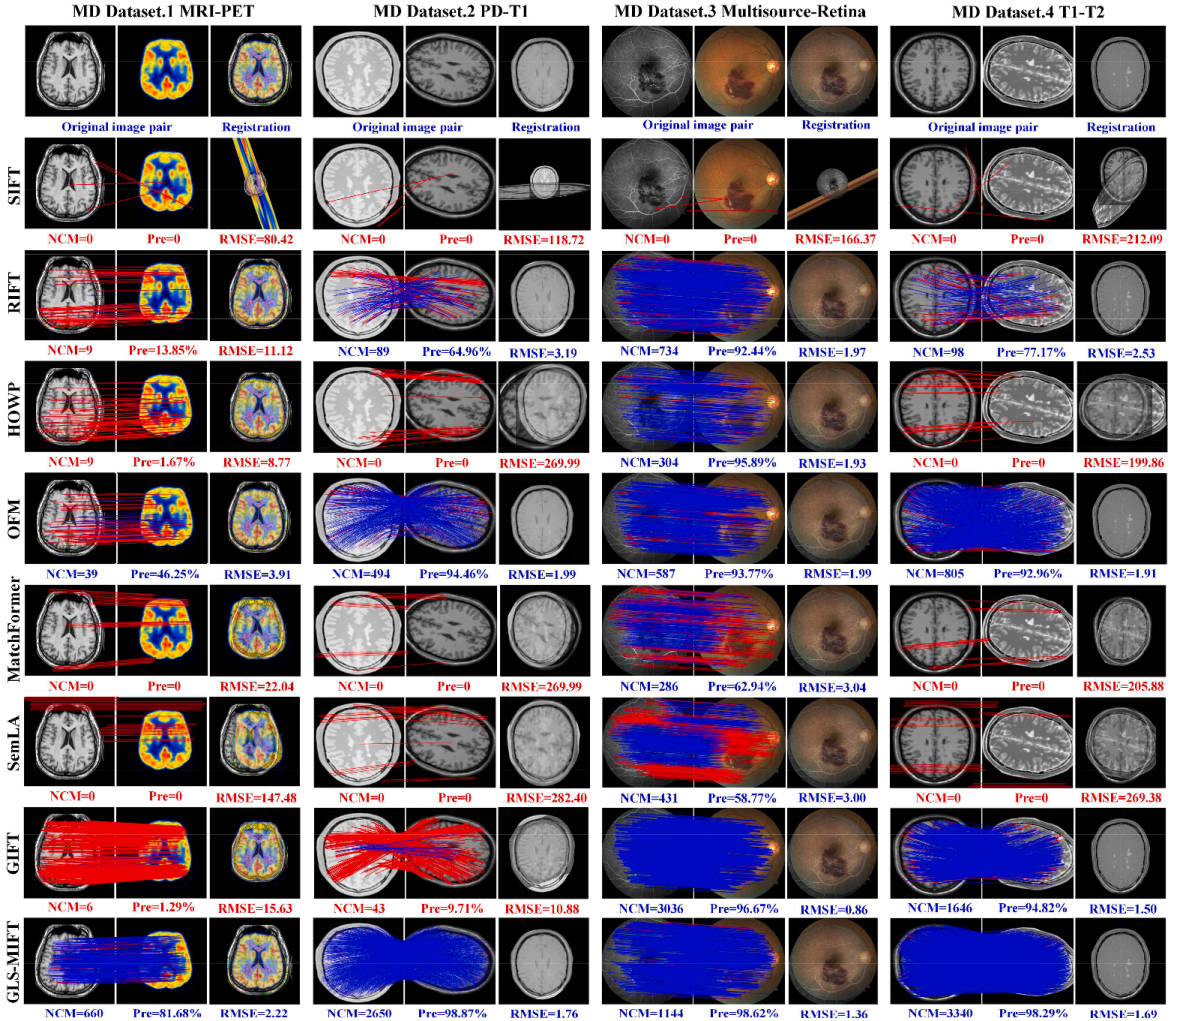 MD Dataset.1 MRI-PET MD Dataset.2 PD-T1 MD Dataset.3 Multisource-Retina MD Dataset.4 T1-T2
Original image pair Registration Original image pair Registration Original image pair Registration Original image pair Registration
SIFT
NCM=0 Pre=0 RMSE=80.42 NCM=0 Pre=0 RMSE=118.72 NCM=0 Pre=0 RMSE=166.37 NCM=0 Pre=0 RMSE=212.09
RIFT
NCM=9 Pre=13.85% RMSE=11.12 NCM=89 Pre=64.96% RMSE=3.19 NCM=734 Pre=92.44% RMSE=1.97 NCM=98 Pre=77.17% RMSE=2.53
HOWP
NCM=9 Pre=1.67% RMSE=8.77 NCM=0 Pre=0 RMSE=269.99 NCM=304 Pre=95.89% RMSE=1.93 NCM=0 Pre=0 RMSE=199.86
OFM
NCM=39 Pre=46.25% RMSE=3.91 NCM=494 Pre=94.46% RMSE=1.99 NCM=587 Pre=93.77% RMSE=1.99 NCM=805 Pre=92.96% RMSE=1.91
MatchFormer
NCM=0 Pre=0 RMSE=22.04 NCM=0 Pre=0 RMSE=269.99 NCM=286 Pre=62.94% RMSE=3.04 NCM=0 Pre=0 RMSE=205.88
SemLA
NCM=0 Pre=0 RMSE=147.48 NCM=0 Pre=0 RMSE=282.40 NCM=431 Pre=58.77% RMSE=3.00 NCM=0 Pre=0 RMSE=269.38
GIFT
NCM=6 Pre=1.29% RMSE=15.63 NCM=43 Pre=9.71% RMSE=10.88 NCM=3036 Pre=96.67% RMSE=0.86 NCM=1646 Pre=94.82% RMSE=1.50
GLS-MIFT
NCM=660 Pre=81.68% RMSE=2.22 NCM=2650 Pre=98.87% RMSE=1.76 NCM=1144 Pre=98.62% RMSE=1.36 NCM=3340 Pre=98.29% RMSE=1.69